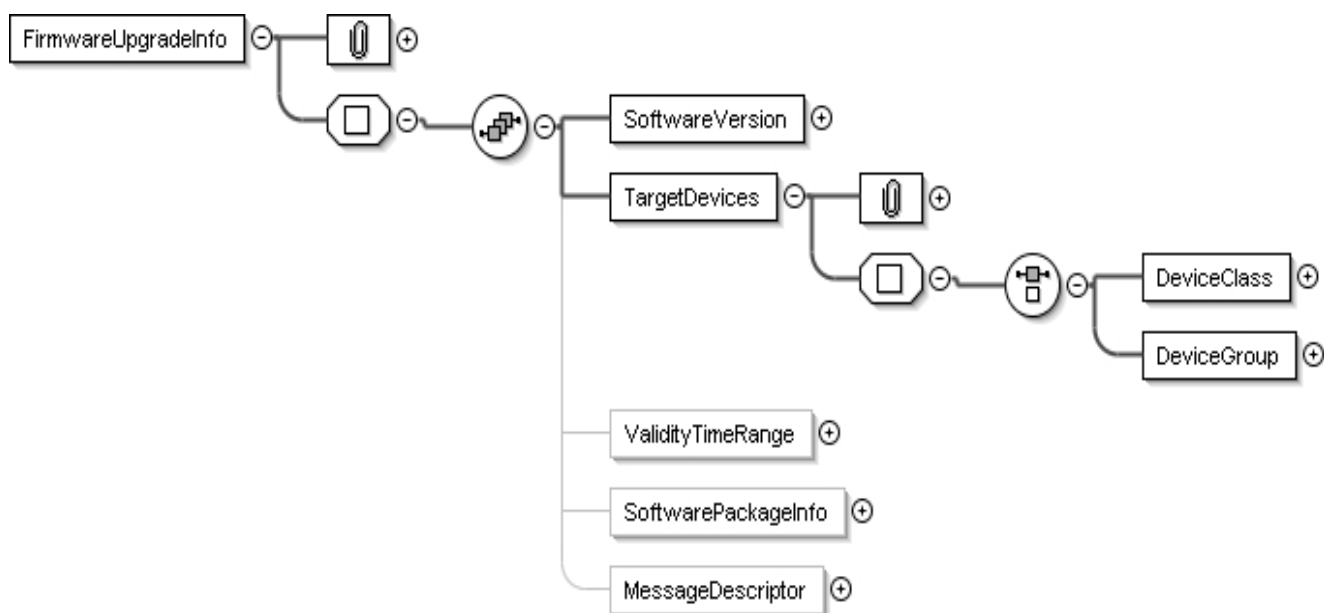 FirmwareUpgradeInfo
SoftwareVersion
TargetDevices
DeviceClass
DeviceGroup
ValidityTimeRange
SoftwarePackageInfo
MessageDescriptor